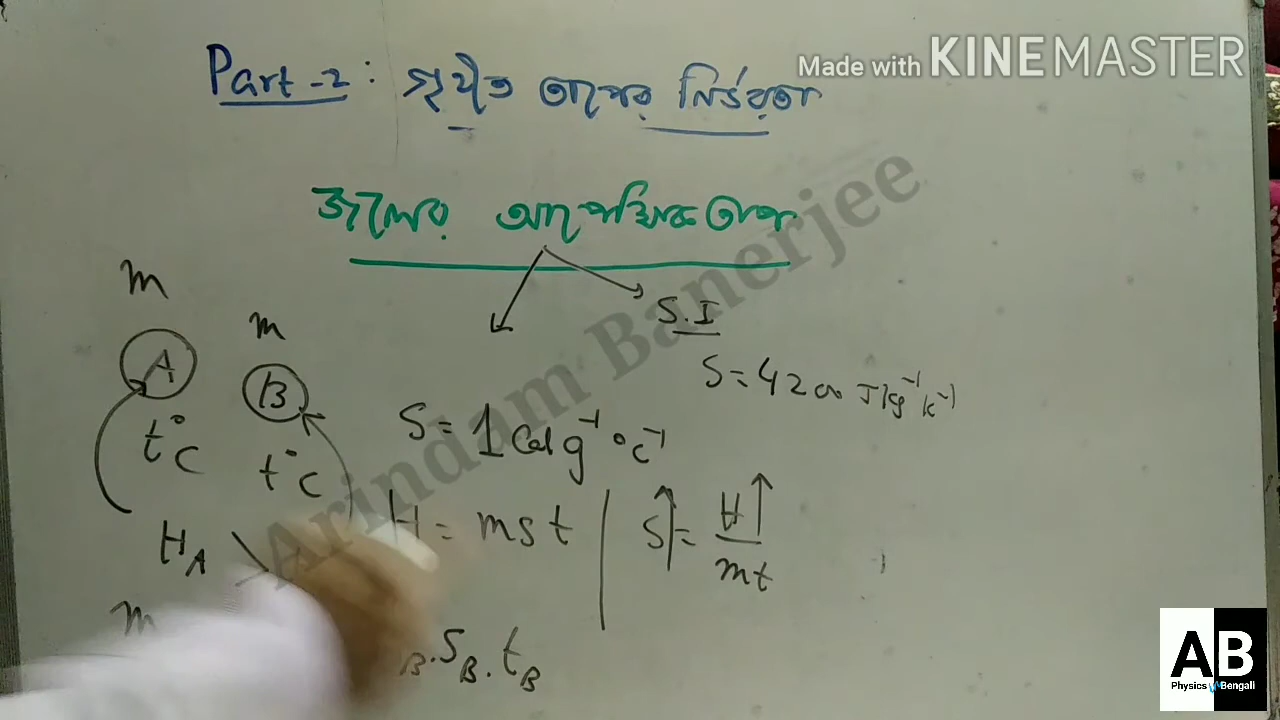 Made with KINEMASTER
Part-2 : গৃহীত তাপের নির্ভরতা
জলের আপেক্ষিক তাপ
S.I
S = 4200 J kg⁻¹ K⁻¹
S = 1 Cal g⁻¹ °C⁻¹
m
m
A
B
t°C
t°C
H = mst
S↑ = H↑/mt
H_A
m
B · S_B · t_B
Arindam Banerjee
AB
Physics Bengali